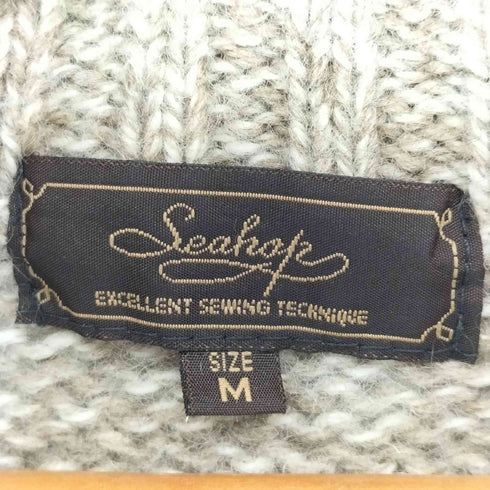 Seahop
EXCELLENT SEWING TECHNIQUE
SIZE
M